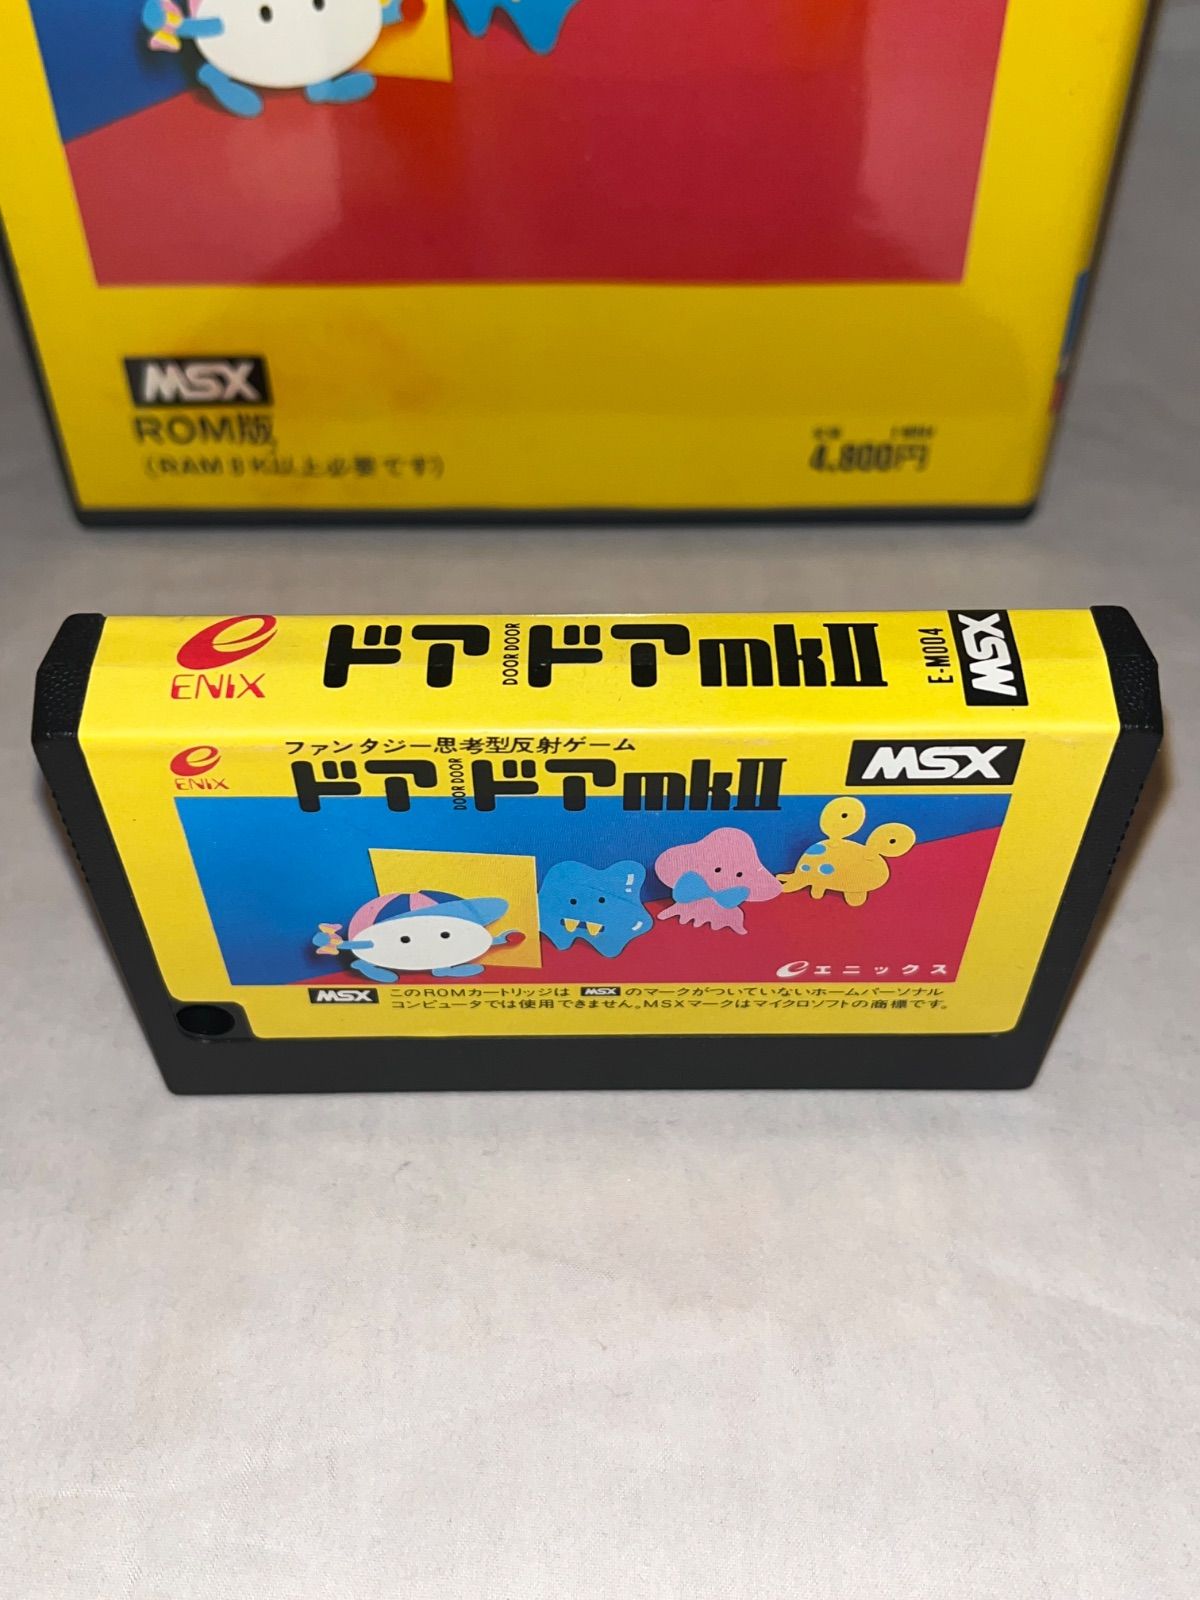 MSX
ROM版
(RAM8K以上必要です)
4,800円
ENIX
ドアドアmkII
DOOR DOOR
E-M004
MSX
ENIX
ファンタジー思考型反射ゲーム
ドアドアmkII
DOOR DOOR
MSX
エニックス
MSX このROMカートリッジは MSX のマークがついていないホームパーソナル
コンピュータでは使用できません。MSXマークはマイクロソフトの商標です。